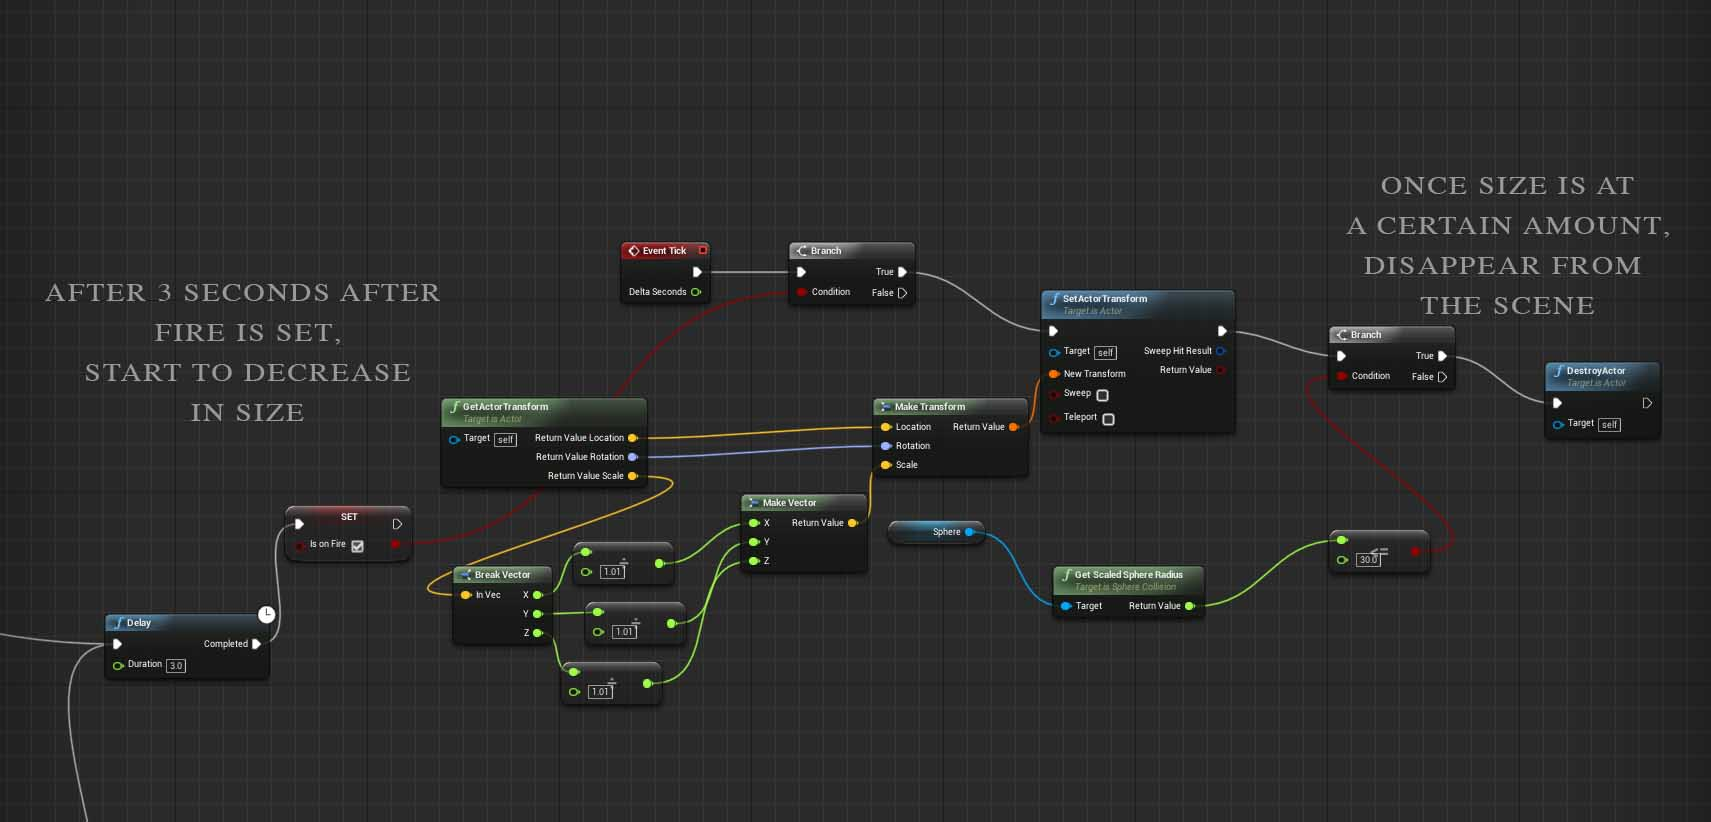 ONCE SIZE IS AT
A CERTAIN AMOUNT,
DISAPPEAR FROM
THE SCENE
AFTER 3 SECONDS AFTER
FIRE IS SET,
START TO DECREASE
IN SIZE
Event Tick
Delta Seconds
Branch
True
Condition
False
SetActorTransform
Target is Actor
Target self
Sweep Hit Result
New Transform
Return Value
Sweep
Teleport
Branch
True
Condition
False
DestroyActor
Target is Actor
Target self
GetActorTransform
Target is Actor
Target self
Return Value Location
Return Value Rotation
Return Value Scale
Make Transform
Location
Return Value
Rotation
Scale
SET
Is on Fire
Make Vector
X
Return Value
Y
Z
Sphere
Break Vector
In Vec
X
Y
Z
÷
1.01
÷
1.01
÷
1.01
Get Scaled Sphere Radius
Target is Sphere Collision
Target
Return Value
<=
30.0
Delay
Completed
Duration 3.0